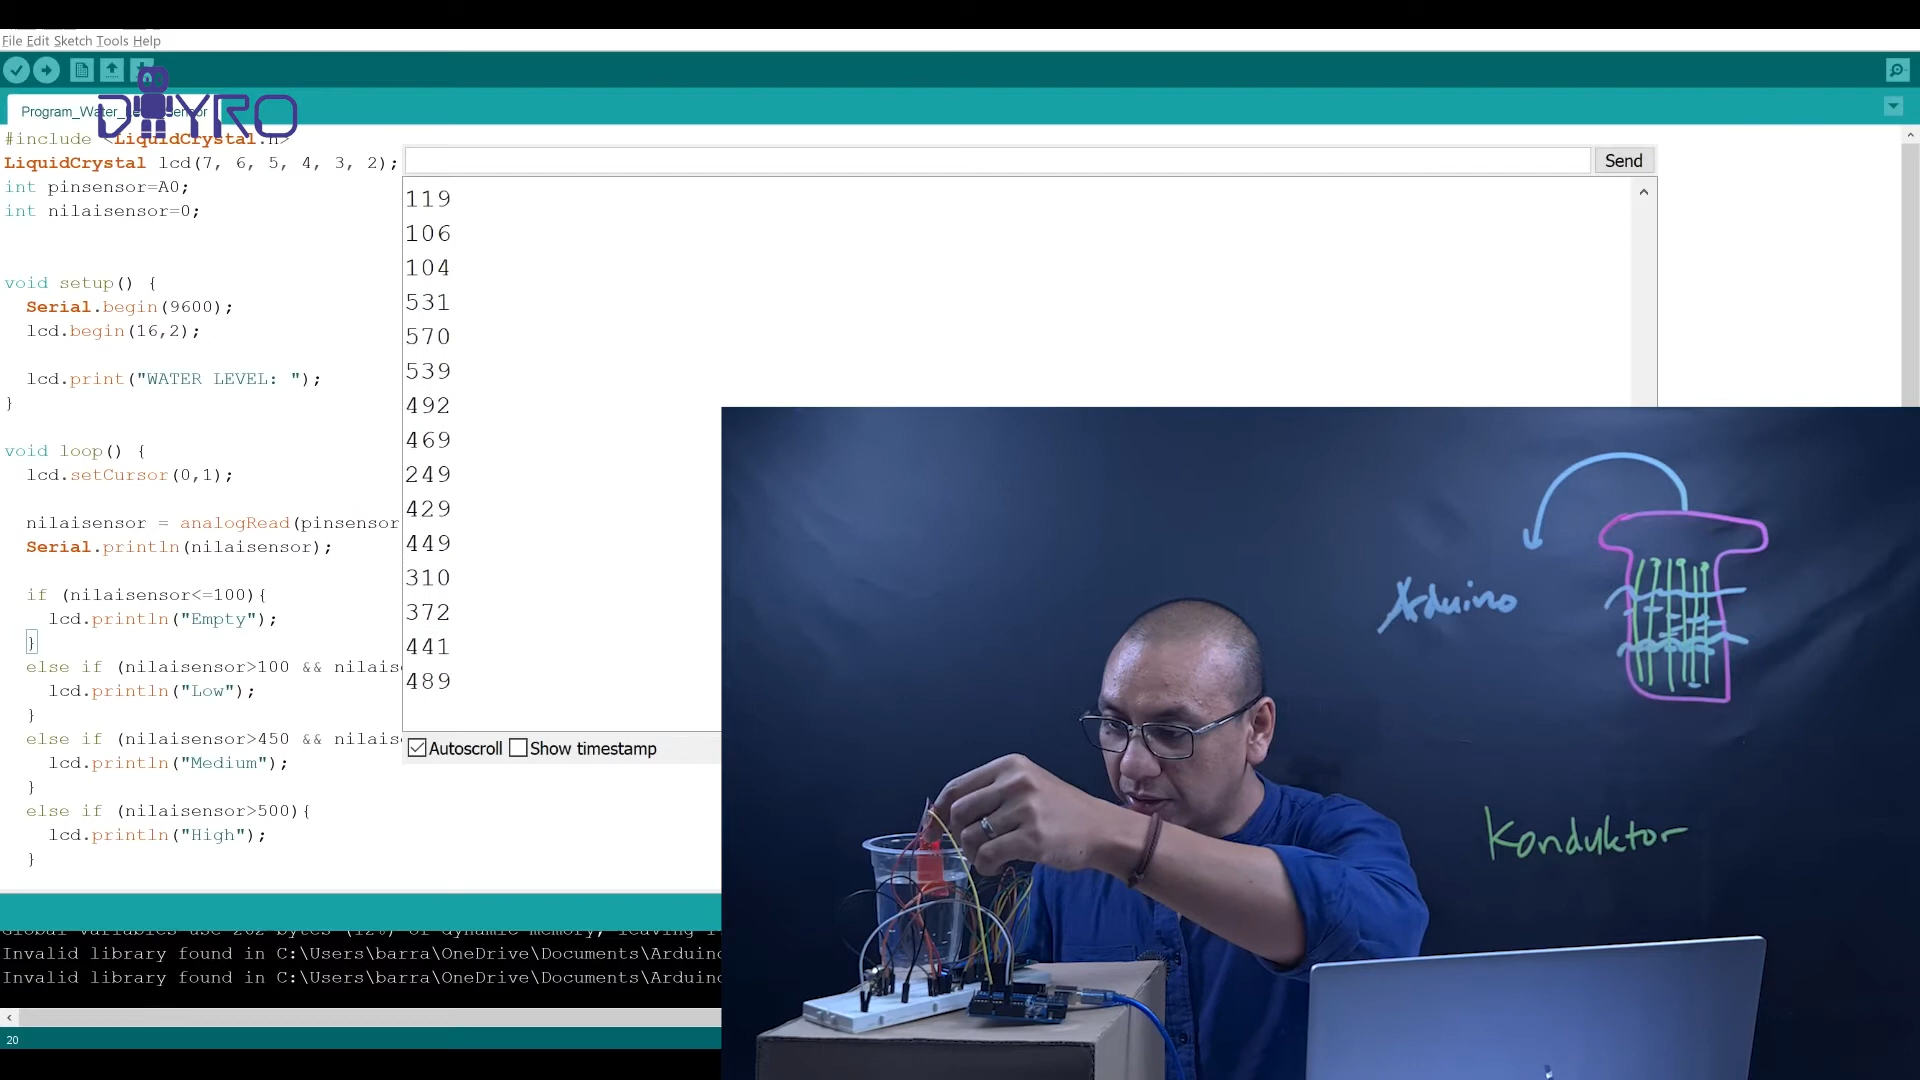 File Edit Sketch Tools Help
DIYRO
#include <LiquidCrystal.h>
LiquidCrystal lcd(7, 6, 5, 4, 3, 2);
int pinsensor=A0;
int nilaisensor=0;
void setup() {
Serial.begin(9600);
lcd.begin(16,2);
lcd.print("WATER LEVEL: ");
}
void loop() {
lcd.setCursor(0,1);
nilaisensor = analogRead(pinsensor
Serial.println(nilaisensor);
if (nilaisensor<=100){
lcd.println("Empty");
}
else if (nilaisensor>100 && nilais
lcd.println("Low");
}
else if (nilaisensor>450 && nilais
lcd.println("Medium");
}
else if (nilaisensor>500){
lcd.println("High");
}
Send
119
106
104
531
570
539
492
469
249
429
449
310
372
441
489
Autoscroll Show timestamp
Arduino
Konduktor
Invalid library found in C:\Users\barra\OneDrive\Documents\Arduino
Invalid library found in C:\Users\barra\OneDrive\Documents\Arduino
20